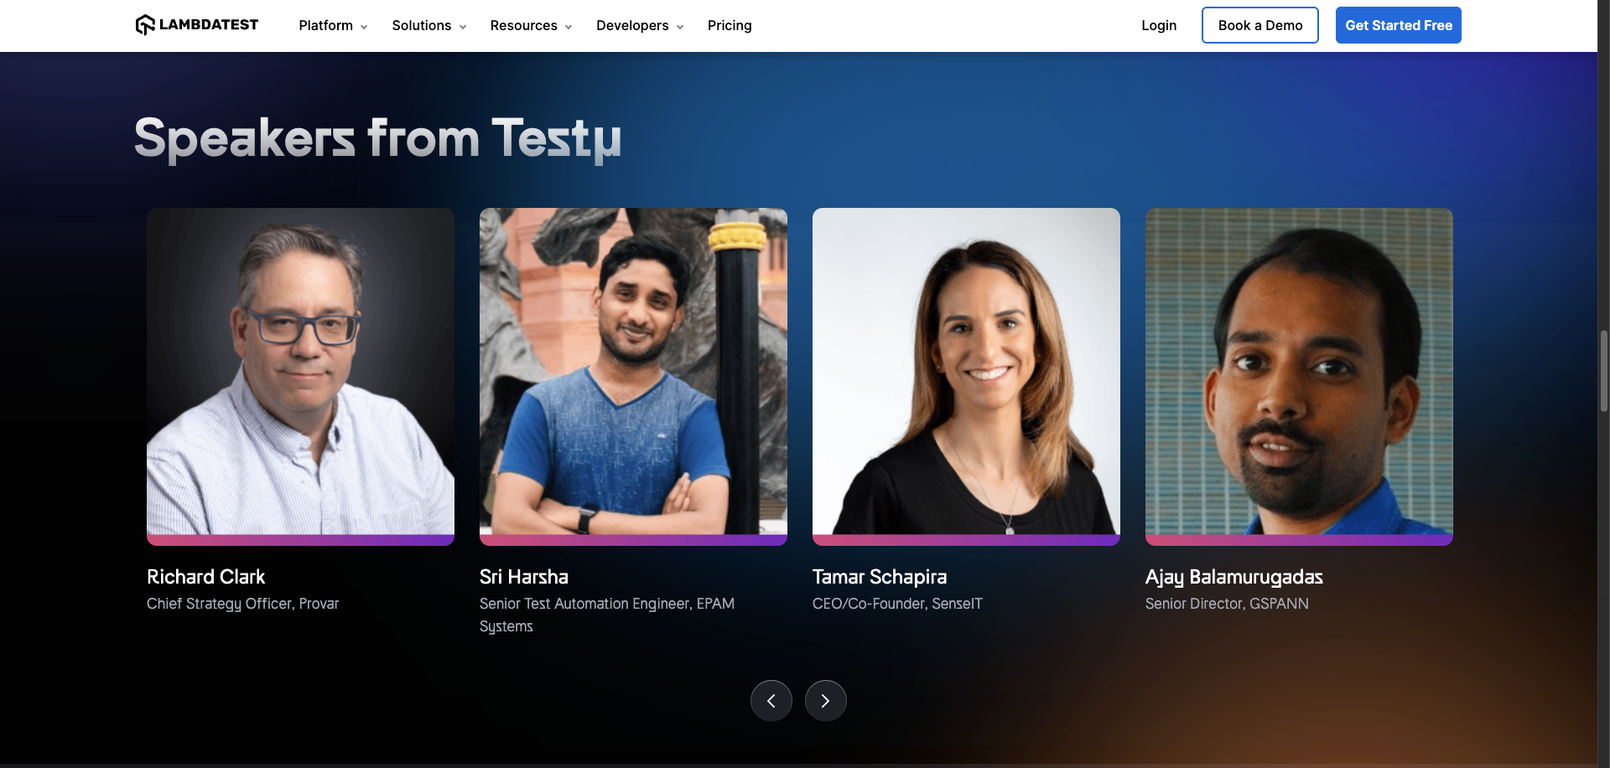 LAMBDATEST Platform Solutions Resources Developers Pricing Login Book a Demo Get Started Free
Speakers from Testμ
Richard Clark
Chief Strategy Officer, Provar
Sri Harsha
Senior Test Automation Engineer, EPAM
Systems
Tamar Schapira
CEO/Co-Founder, SenseIT
Ajay Balamurugadas
Senior Director, GSPANN